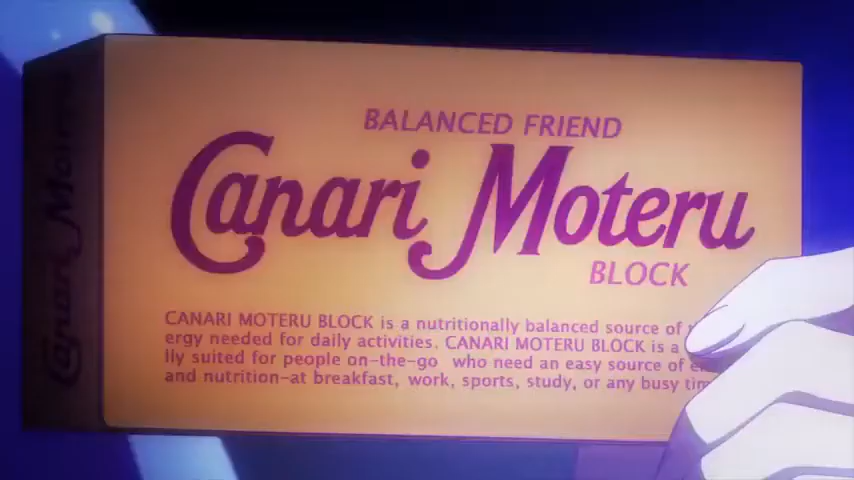 BALANCED FRIEND
Canari Moteru
BLOCK
CANARI MOTERU BLOCK is a nutritionally balanced source of
ergy needed for daily activities. CANARI MOTERU BLOCK is a
lly suited for people on-the-go who need an easy source of
and nutrition-at breakfast, work, sports, study, or any busy
Canari Moteru